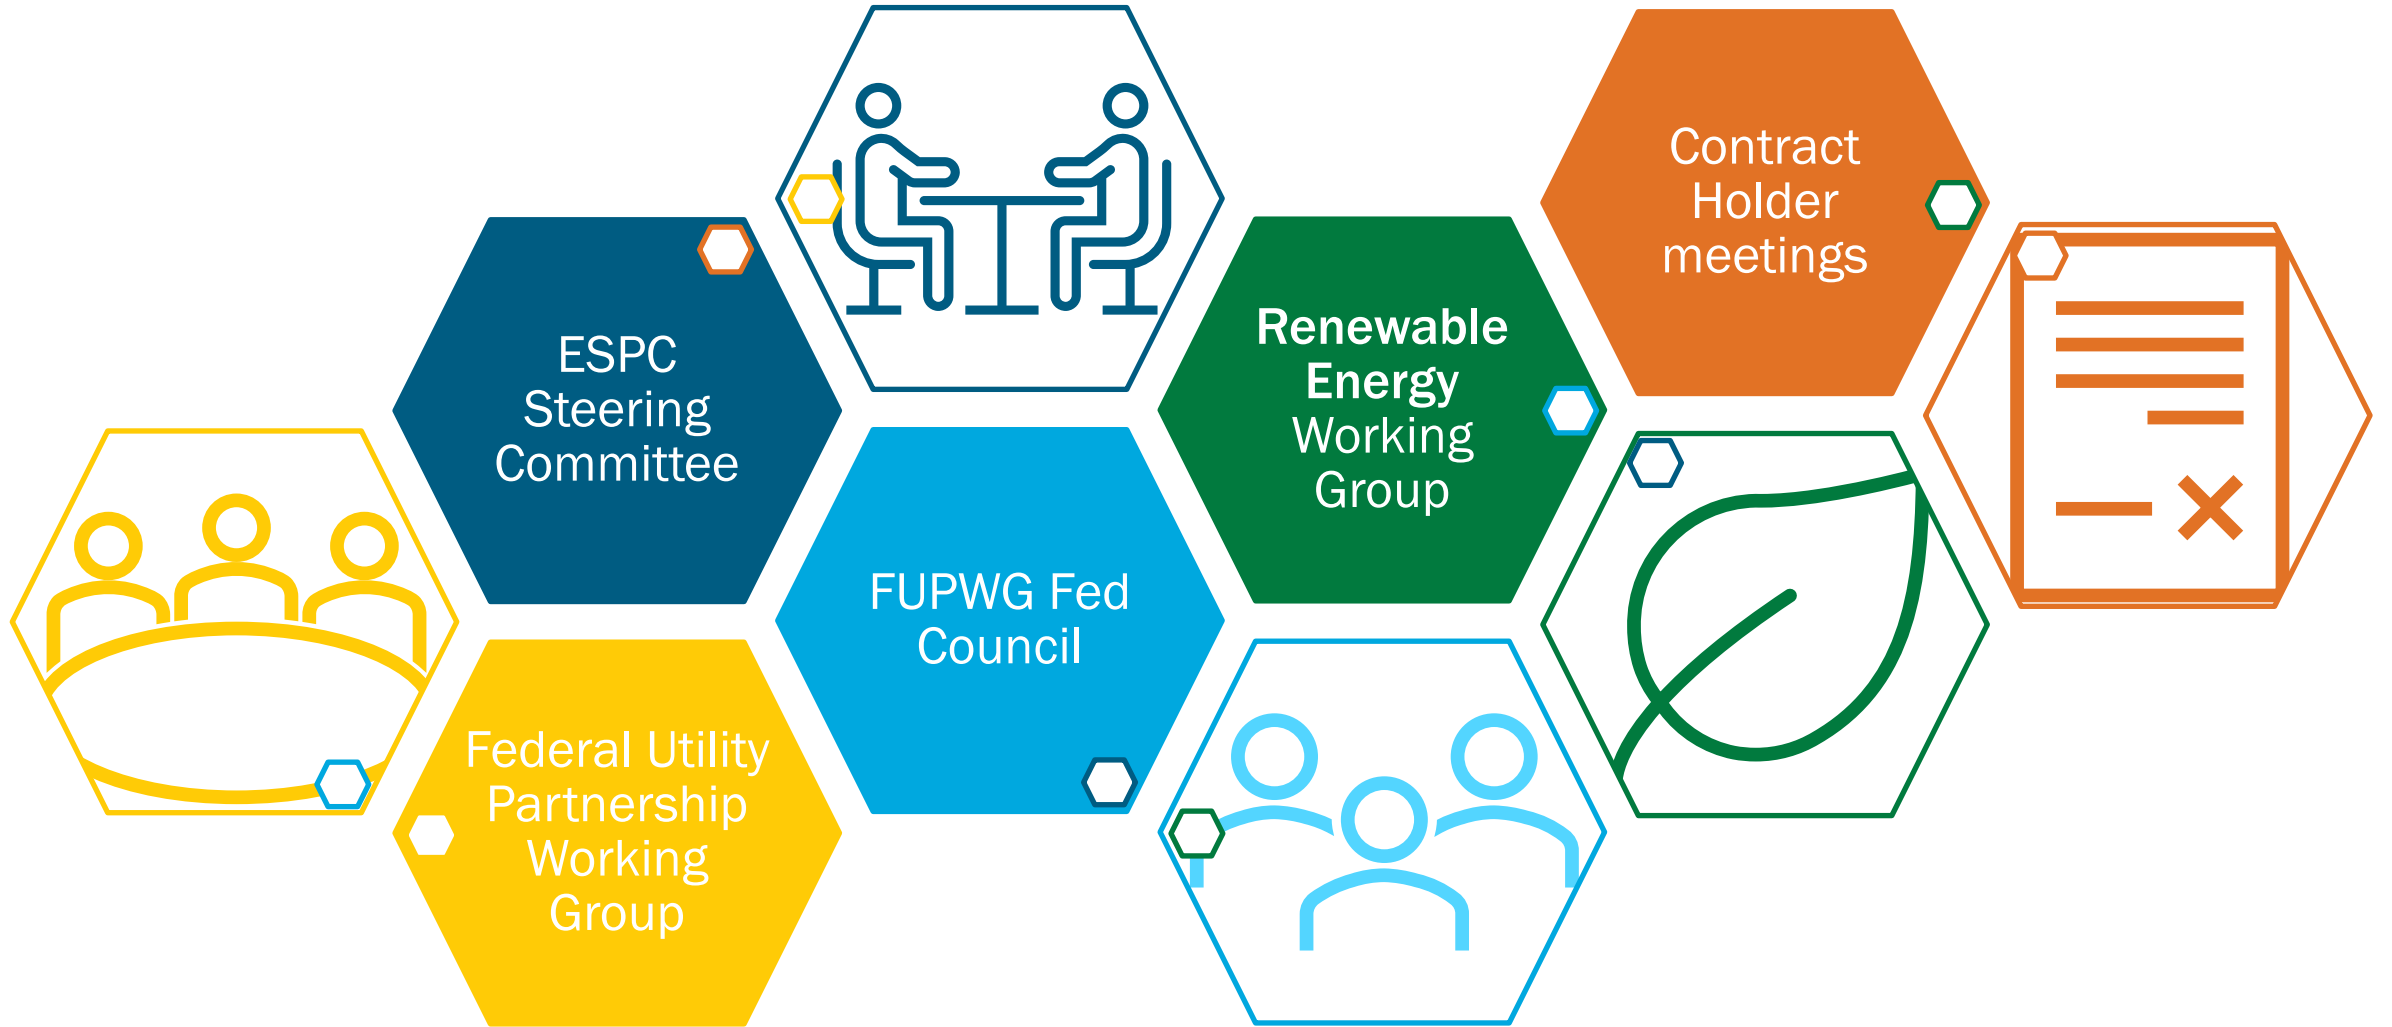 ESPC
Steering
Committee
Federal Utility
Partnership
Working
Group
FUPWG Fed
Council
Renewable
Energy
Working
Group
Contract
Holder
meetings